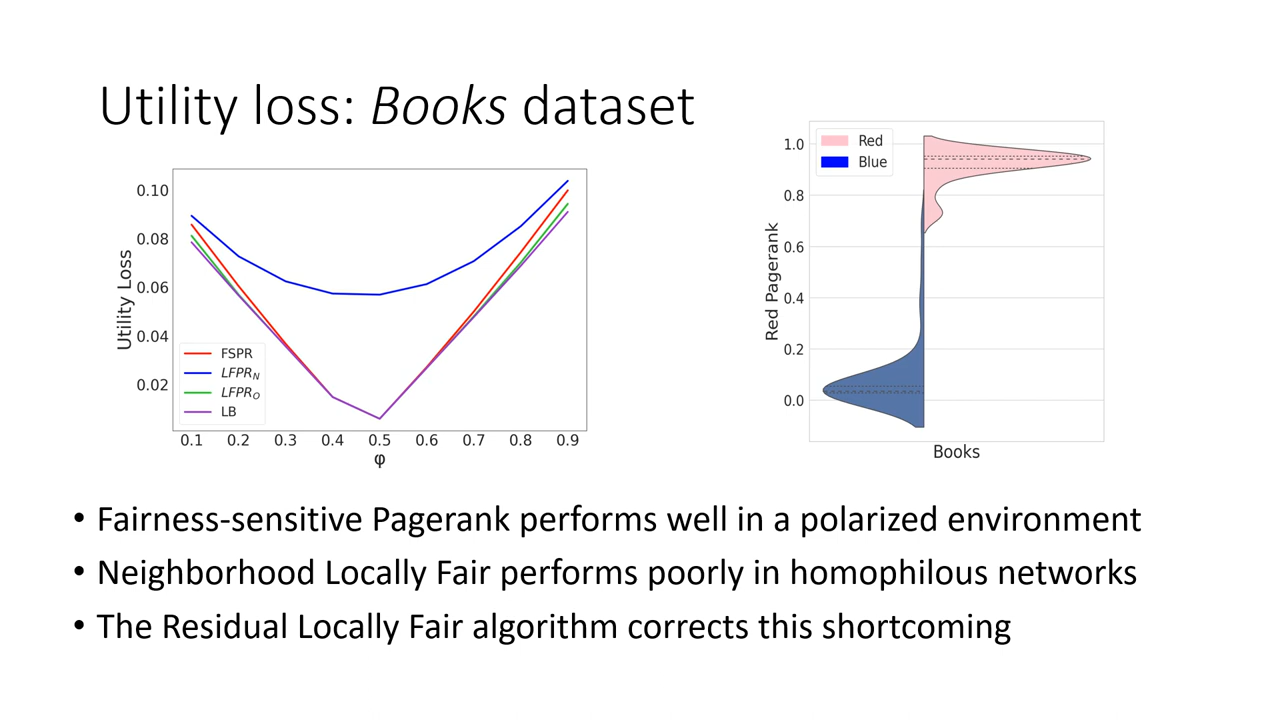 Utility loss: Books dataset
0.10
0.08
0.06
0.04
0.02
Utility Loss
FSPR
LFPR_N
LFPR_O
LB
0.1 0.2 0.3 0.4 0.5 0.6 0.7 0.8 0.9
φ
Red
Blue
1.0
0.8
0.6
0.4
0.2
0.0
Red Pagerank
Books
• Fairness-sensitive Pagerank performs well in a polarized environment
• Neighborhood Locally Fair performs poorly in homophilous networks
• The Residual Locally Fair algorithm corrects this shortcoming